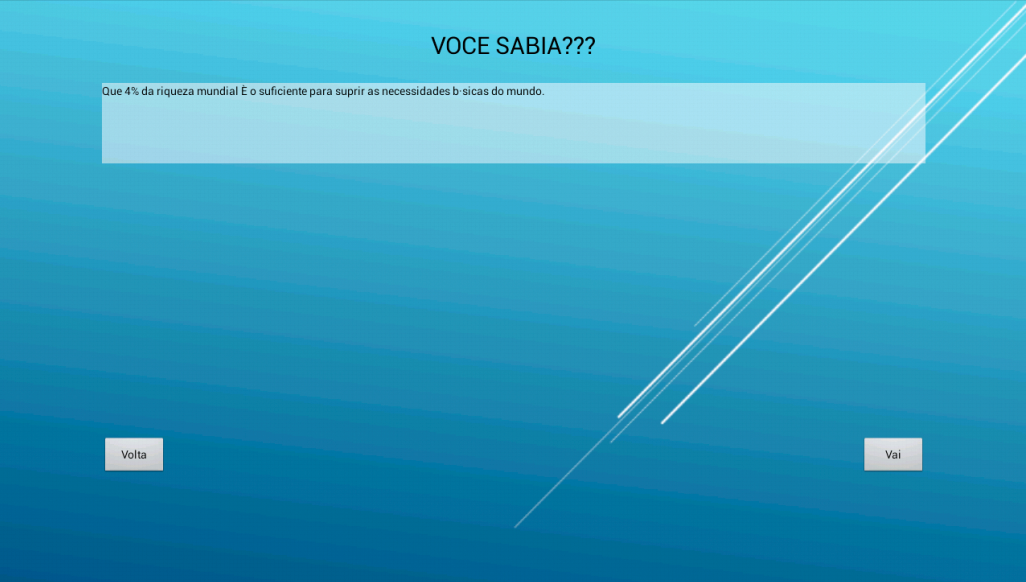 VOCE SABIA???
Que 4% da riqueza mundial È o suficiente para suprir as necessidades b·sicas do mundo.
Volta
Vai